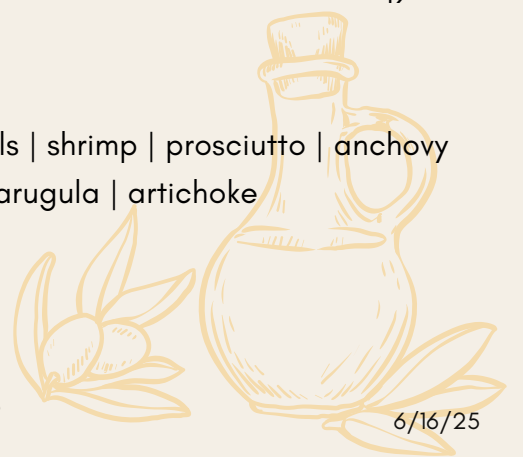 ls | shrimp | prosciutto | anchovy
arugula | artichoke
6/16/25